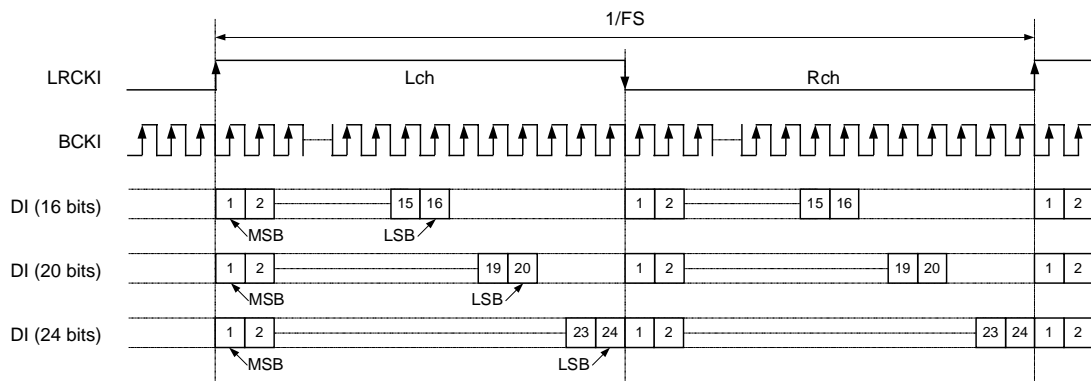 1/FS
LRCKI Lch Rch
BCKI
DI (16 bits) 1 2 15 16 1 2 15 16 1 2
MSB LSB
DI (20 bits) 1 2 19 20 1 2 19 20 1 2
MSB LSB
DI (24 bits) 1 2 23 24 1 2 23 24 1 2
MSB LSB